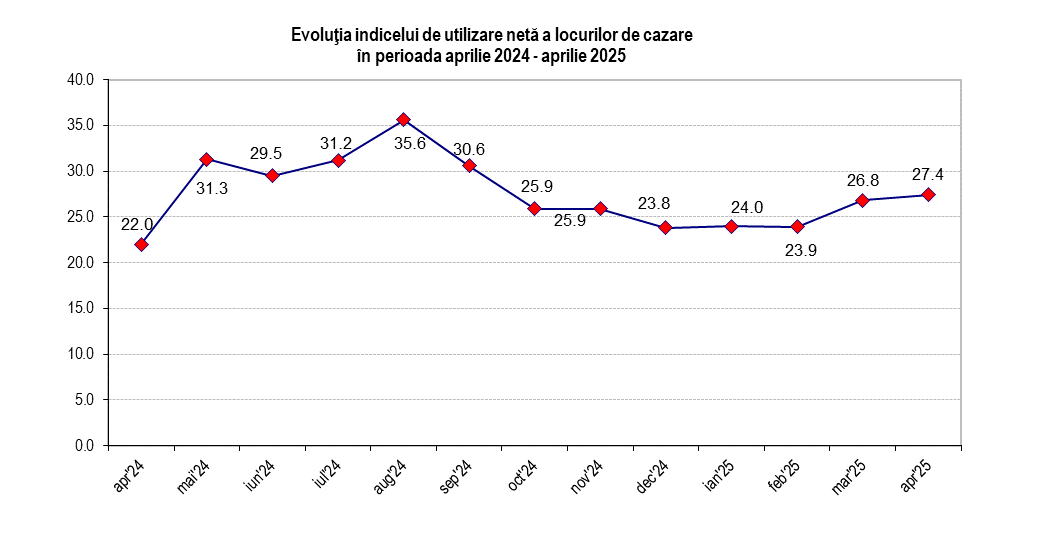 Evoluţia indicelui de utilizare netă a locurilor de cazare
în perioada aprilie 2024 - aprilie 2025
40.0
35.0
30.0
25.0
20.0
15.0
10.0
5.0
0.0
22.0
31.3
29.5
31.2
35.6
30.6
25.9
25.9
23.8
24.0
23.9
26.8
27.4
apr'24
mai'24
iun'24
iul'24
aug'24
sep'24
oct'24
nov'24
dec'24
ian'25
feb'25
mar'25
apr'25